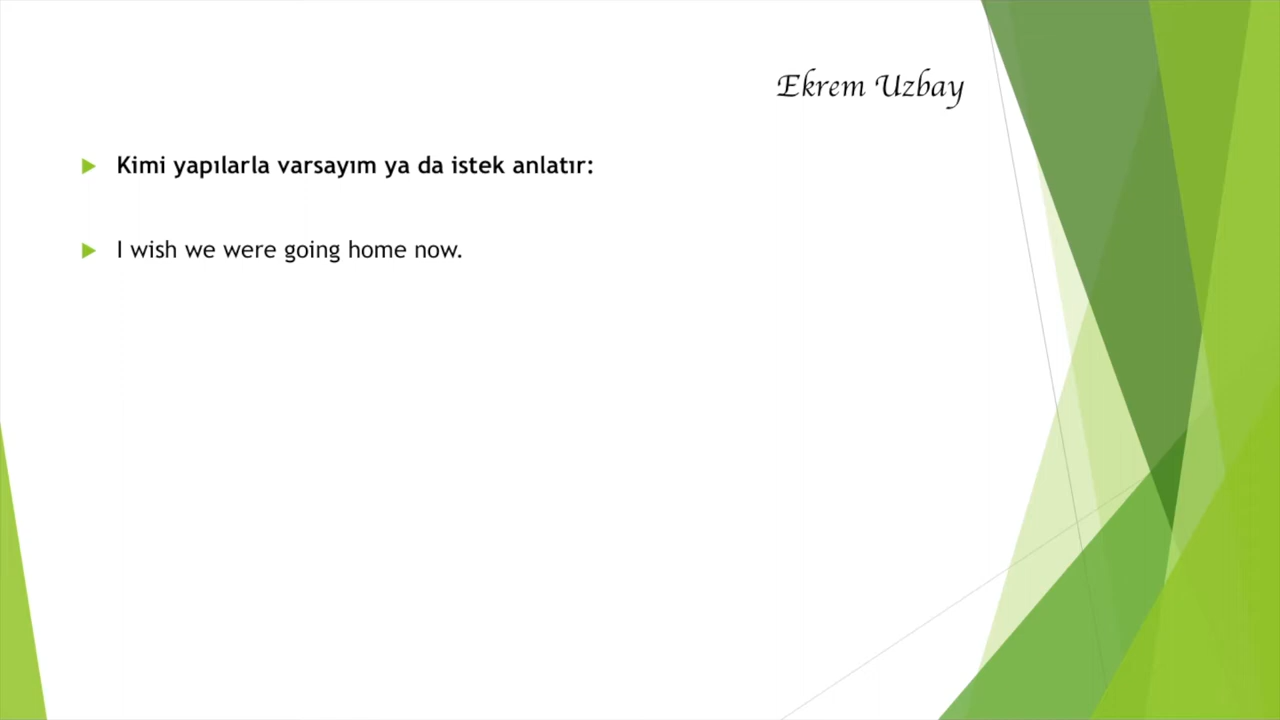 Ekrem Uzbay
Kimi yapılarla varsayım ya da istek anlatır:
I wish we were going home now.